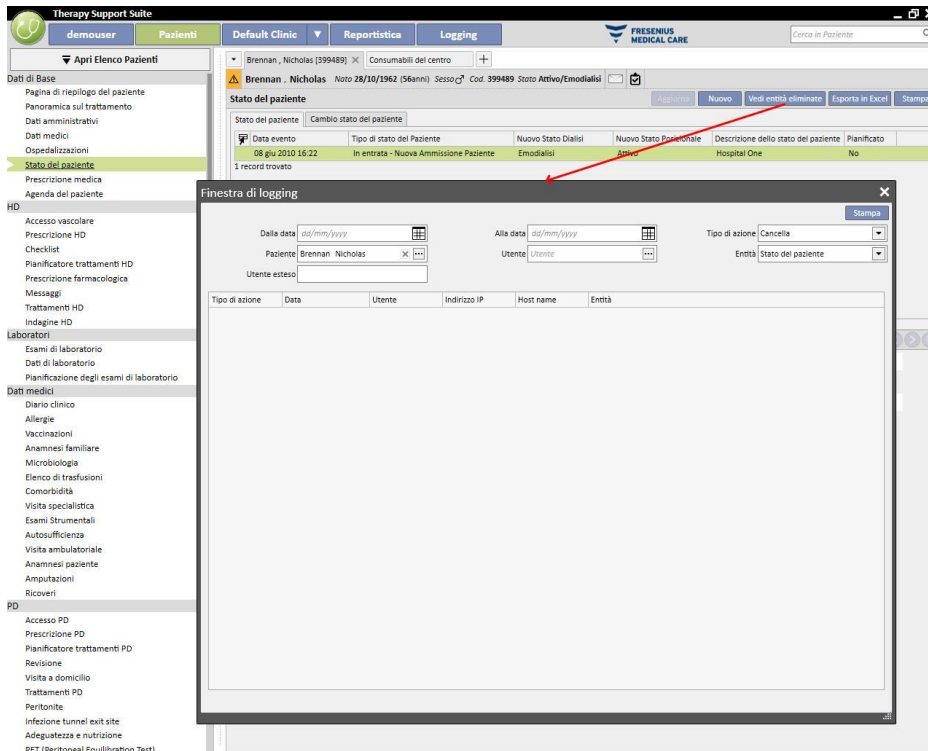 Therapy Support Suite
demouser Pazienti Default Clinic Reportistica Logging FRESENIUS MEDICAL CARE Cerca in Paziente
Apri Elenco Pazienti
Brennan , Nicholas [399489] Consumabili del centro
Brennan , Nicholas Nato 28/10/1962 (56anni) Sesso Cod. 399489 Stato Attivo/Emodialisi
Stato del paziente Aggiorna Nuovo Vedi entità eliminate Esporta in Excel Stampa
Stato del paziente Cambio stato del paziente
Data evento Tipo di stato del Paziente Nuovo Stato Dialisi Nuovo Stato Posizionale Descrizione dello stato del paziente Pianificato
08 giu 2010 16:22 In entrata - Nuova Ammissione Paziente Emodialisi Attivo Hospital One No
1 record trovato
Dati di Base
Pagina di riepilogo del paziente
Panoramica sul trattamento
Dati amministrativi
Dati medici
Ospedalizzazioni
Stato del paziente
Prescrizione medica
Agenda del paziente
HD
Accesso vascolare
Prescrizione HD
Checklist
Pianificatore trattamenti HD
Prescrizione farmacologica
Messaggi
Trattamenti HD
Indagine HD
Laboratori
Esami di laboratorio
Dati di laboratorio
Pianificazione degli esami di laboratorio
Dati medici
Diario clinico
Allergie
Vaccinazioni
Anamnesi familiare
Microbiologia
Elenco di trasfusioni
Comorbidità
Visita specialistica
Esami Strumentali
Autosufficienza
Visita ambulatoriale
Anamnesi paziente
Amputazioni
Ricoveri
PD
Accesso PD
Prescrizione PD
Pianificatore trattamenti PD
Revisione
Visita a domicilio
Trattamenti PD
Peritonite
Infezione tunnel exit site
Adeguatezza e nutrizione
PET (Peritoneal Equilibration Test)
Finestra di logging
Stampa
Dalla data dd/mm/yyyy Alla data dd/mm/yyyy Tipo di azione Cancella
Paziente Brennan Nicholas Utente Utente Entità Stato del paziente
Utente esteso
Tipo di azione Data Utente Indirizzo IP Host name Entità